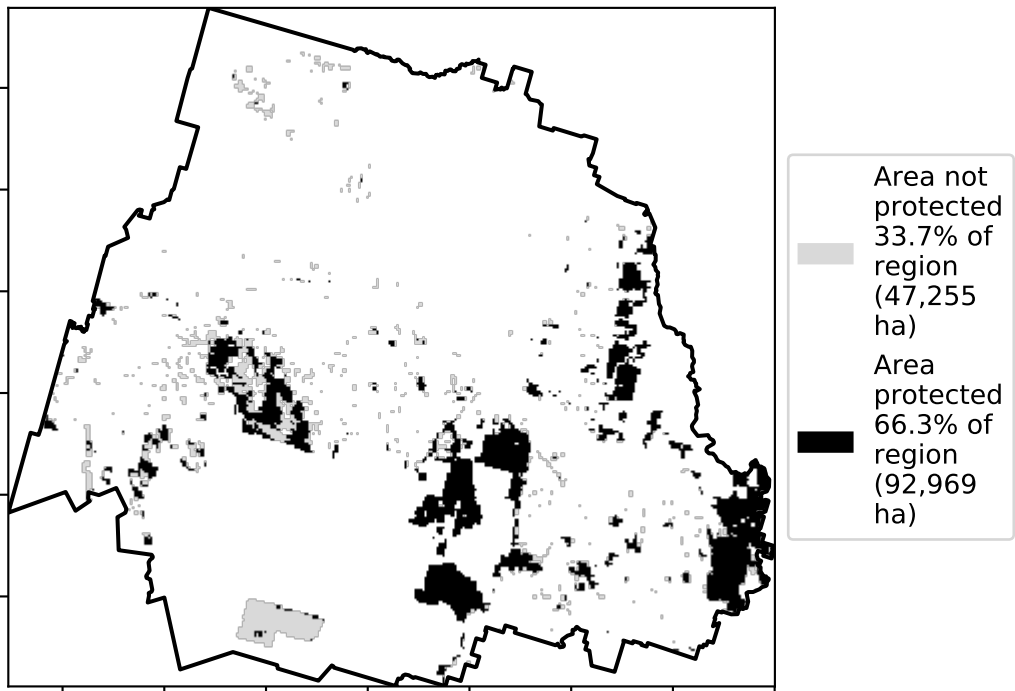 Area not
protected
33.7% of
region
(47,255
ha)
Area
protected
66.3% of
region
(92,969
ha)